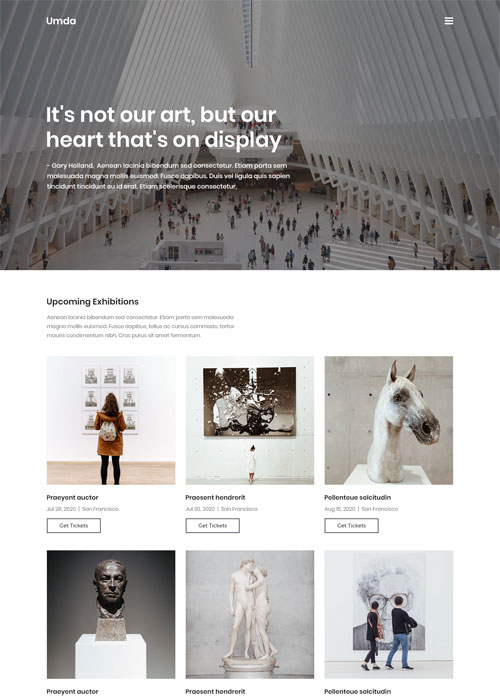 Umda
It's not our art, but our
heart that's on display
- Gary Holland. Aenean lacinia bibendum sed consectetur. Etiam porta sem
malesuada magna mollis euismod. Fusce dapibus. Duis vel ligula quis sapien
tincidunt tincidunt eu id erat. Etiam scelerisque consectetur,
Upcoming Exhibitions
Aenean lacinia bibendum sed consectetur. Etiam porta sem malesuada
magna mollis euismod. Fusce dapibus, tellus ac cursus commodo, tortor
mauris condimentum nibh, Cras purus sit amet fermentum.
Praeyent auctor
Jul 28, 2020 | San Francisco
Get Tickets
Praesent hendrerit
Jul 30, 2020 | San Francisco
Get Tickets
Pellenteue solcitudin
Aug 15, 2020 | San Francisco
Get Tickets
Praeyent auctor
Praesent hendrerit
Pellenteue solcitudin